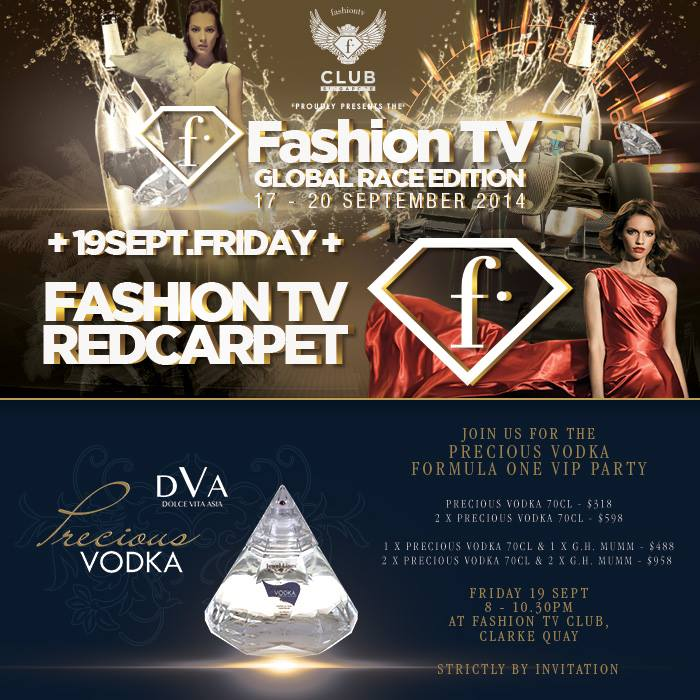 fashiontv
f
CLUB
SINGAPORE
"PROUDLY PRESENTS THE"
f.
Fashion TV
GLOBAL RACE EDITION
17 - 20 SEPTEMBER 2014
+ 19SEPT.FRIDAY +
FASHION TV
REDCARPET
f.
DVA
DOLCE VITA ASIA
Precious
VODKA
VODKA
JOIN US FOR THE
PRECIOUS VODKA
FORMULA ONE VIP PARTY
PRECIOUS VODKA 70CL - $318
2 X PRECIOUS VODKA 70CL - $598
1 X PRECIOUS VODKA 70CL & 1 X G.H. MUMM - $488
2 X PRECIOUS VODKA 70CL & 2 X G.H. MUMM - $958
FRIDAY 19 SEPT
8 - 10.30PM
AT FASHION TV CLUB,
CLARKE QUAY
STRICTLY BY INVITATION